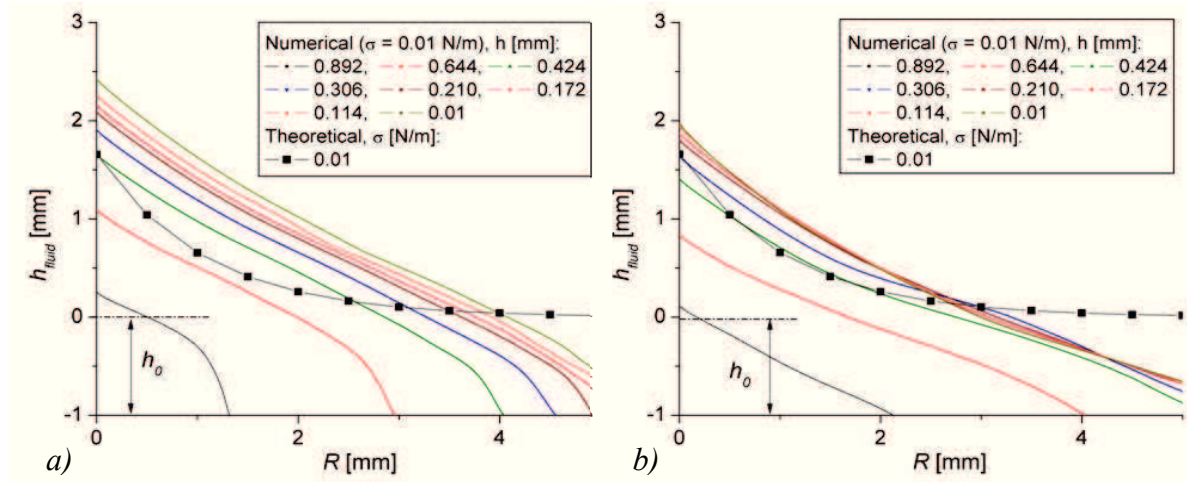 a)
3
2
1
0
-1
h_fluid [mm]
0
2
4
R [mm]
h₀
Numerical (σ = 0.01 N/m), h [mm]:
0.892, 0.644, 0.424
0.306, 0.210, 0.172
0.114, 0.01
Theoretical, σ [N/m]:
0.01
a)
b)
3
2
1
0
-1
h_fluid [mm]
0
2
4
R [mm]
h₀
Numerical (σ = 0.01 N/m), h [mm]:
0.892, 0.644, 0.424
0.306, 0.210, 0.172
0.114, 0.01
Theoretical, σ [N/m]:
0.01
b)